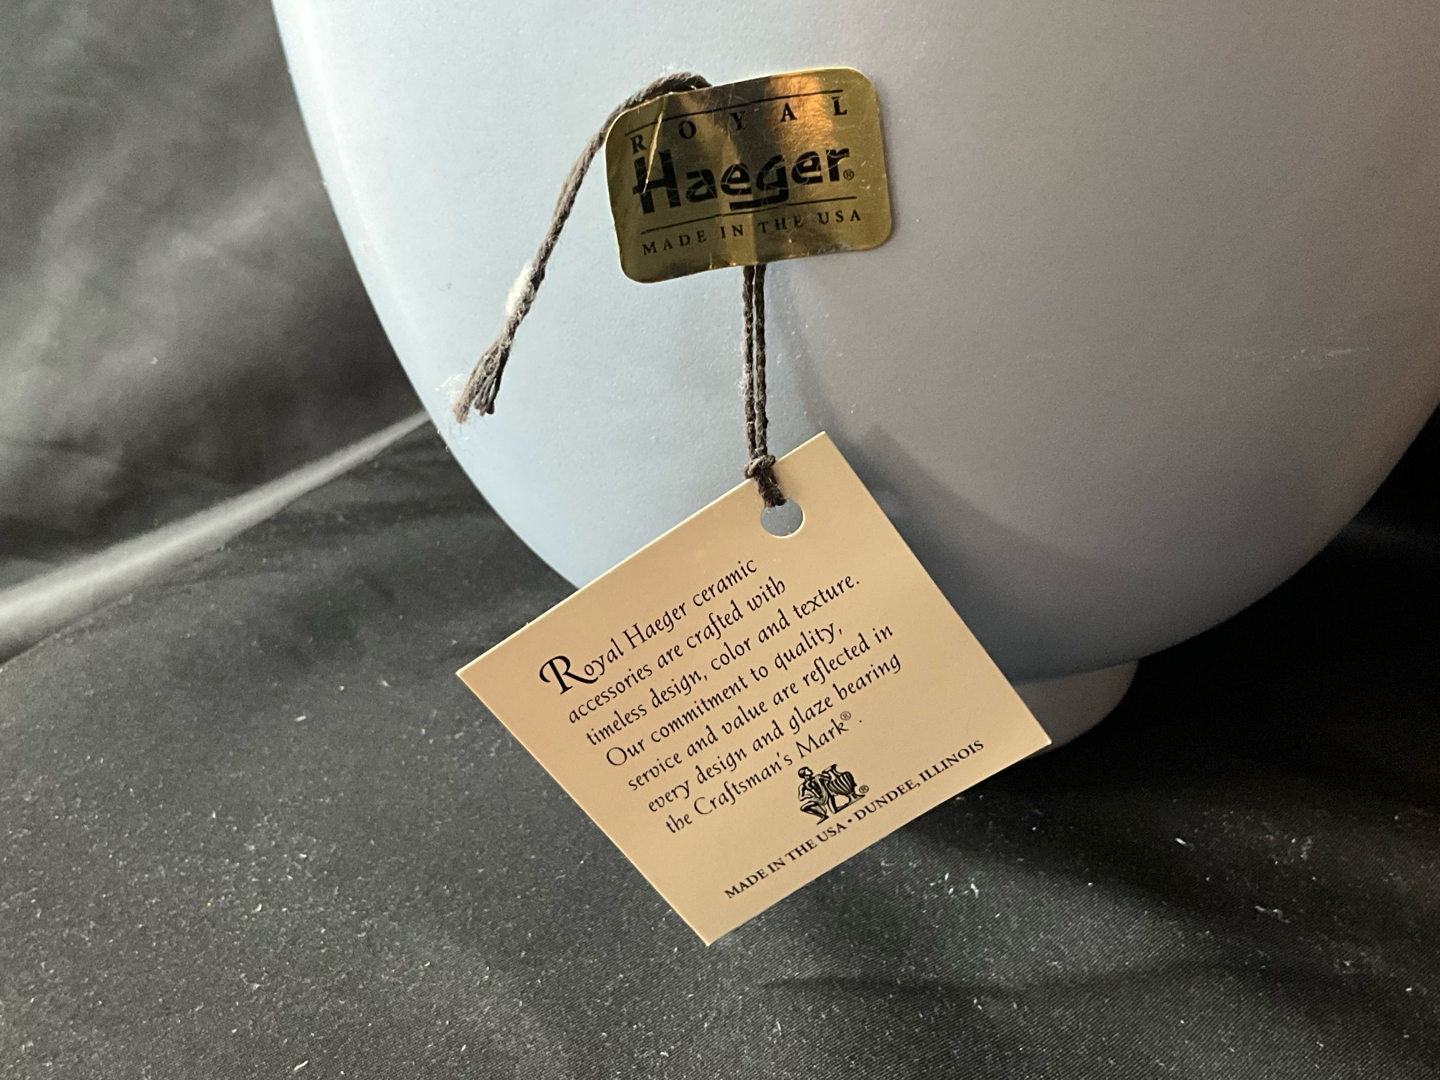 ROYAL
Haeger®
MADE IN THE USA
Royal Haeger ceramic
accessories are crafted with
timeless design, color and texture.
Our commitment to quality,
service and value are reflected in
every design and glaze bearing
the Craftsman's Mark®.
®
MADE IN THE USA • DUNDEE, ILLINOIS